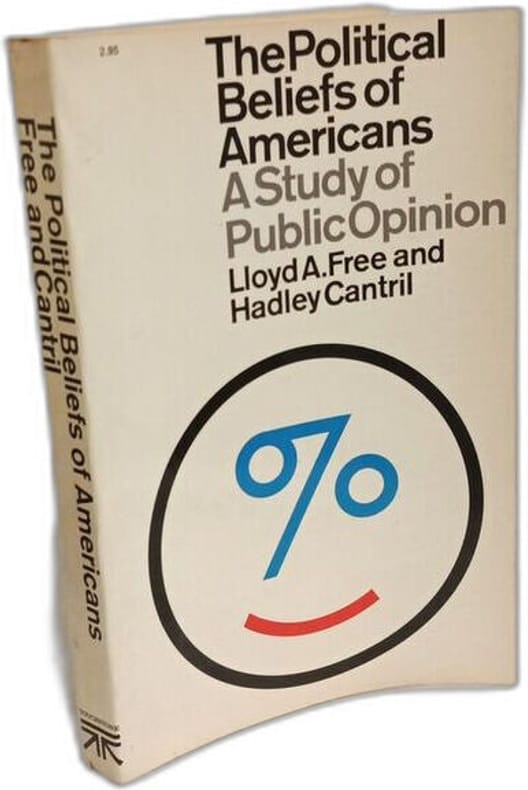 2.95
The Political
Beliefs of
Americans
A Study of
Public Opinion
Lloyd A. Free and
Hadley Cantril
%
The Political Beliefs of Americans
Free and Cantril